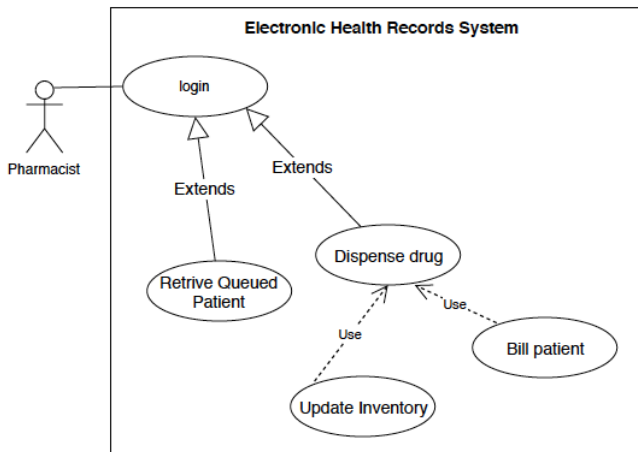 Electronic Health Records System
login
Pharmacist
Extends
Extends
Dispense drug
Retrive Queued
Patient
Use
Use
Bill patient
Update Inventory